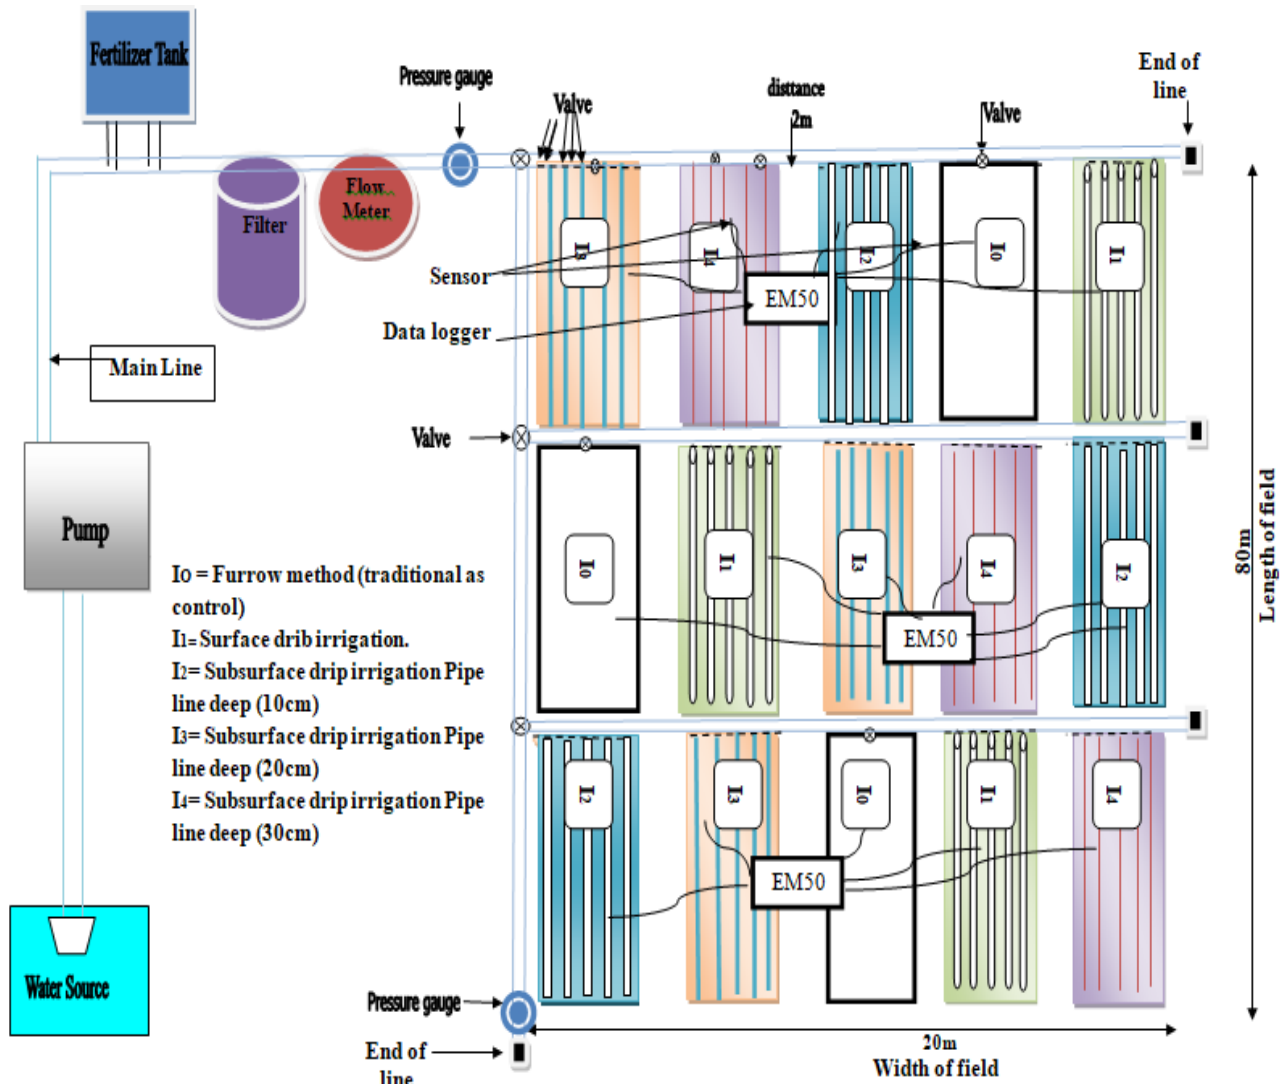 Fertilizer Tank
Pressure gauge
Valve
disttance
2m
Valve
End of
line
Filter
Flow
Meter
I3
I4
I2
I0
I1
Sensor
EM50
Data logger
Main Line
Valve
Pump
I0
I1
I3
I4
I2
EM50
80m
Length of field
IO = Furrow method (traditional as
control)
I1= Surface drib irrigation.
I2= Subsurface drip irrigation Pipe
line deep (10cm)
I3= Subsurface drip irrigation Pipe
line deep (20cm)
I4= Subsurface drip irrigation Pipe
line deep (30cm)
I2
I3
I0
I1
I4
EM50
Water Source
Pressure gauge
End of
line
20m
Width of field